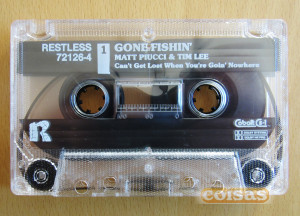 RESTLESS
72126-4
1
GONE FISHIN'
MATT PIUCCI & TIM LEE
Can't Get Lost When You're Goin' Nowhere
R
Cobalt
coisas